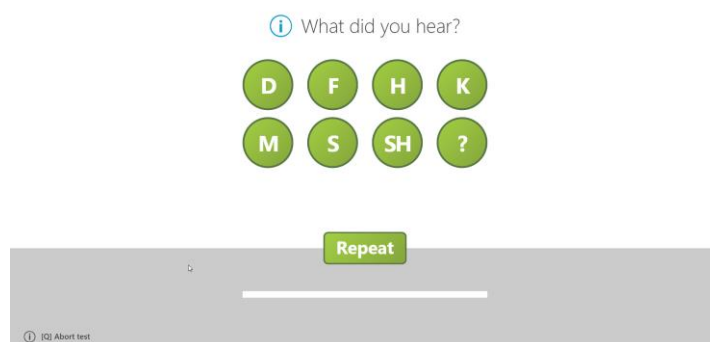 What did you hear?
D F H K
M S SH ?
Repeat
[Q] Abort test